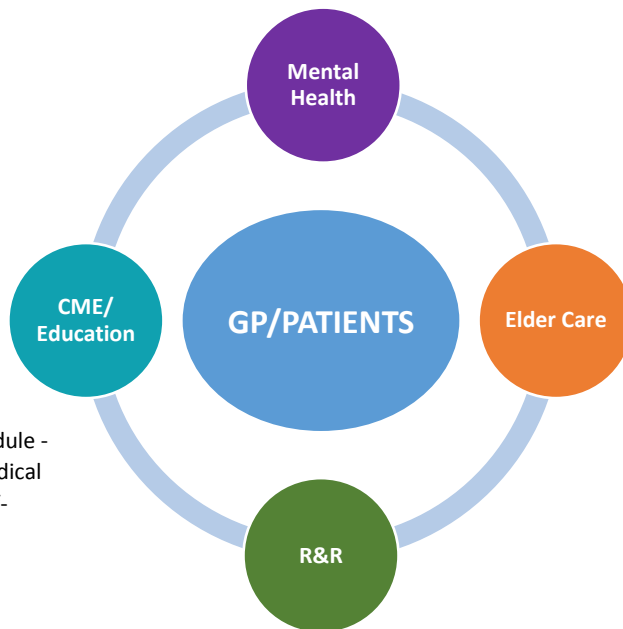 Mental
Health
CME/
Education
GP/PATIENTS
Elder Care
dule -
dical
-
R&R